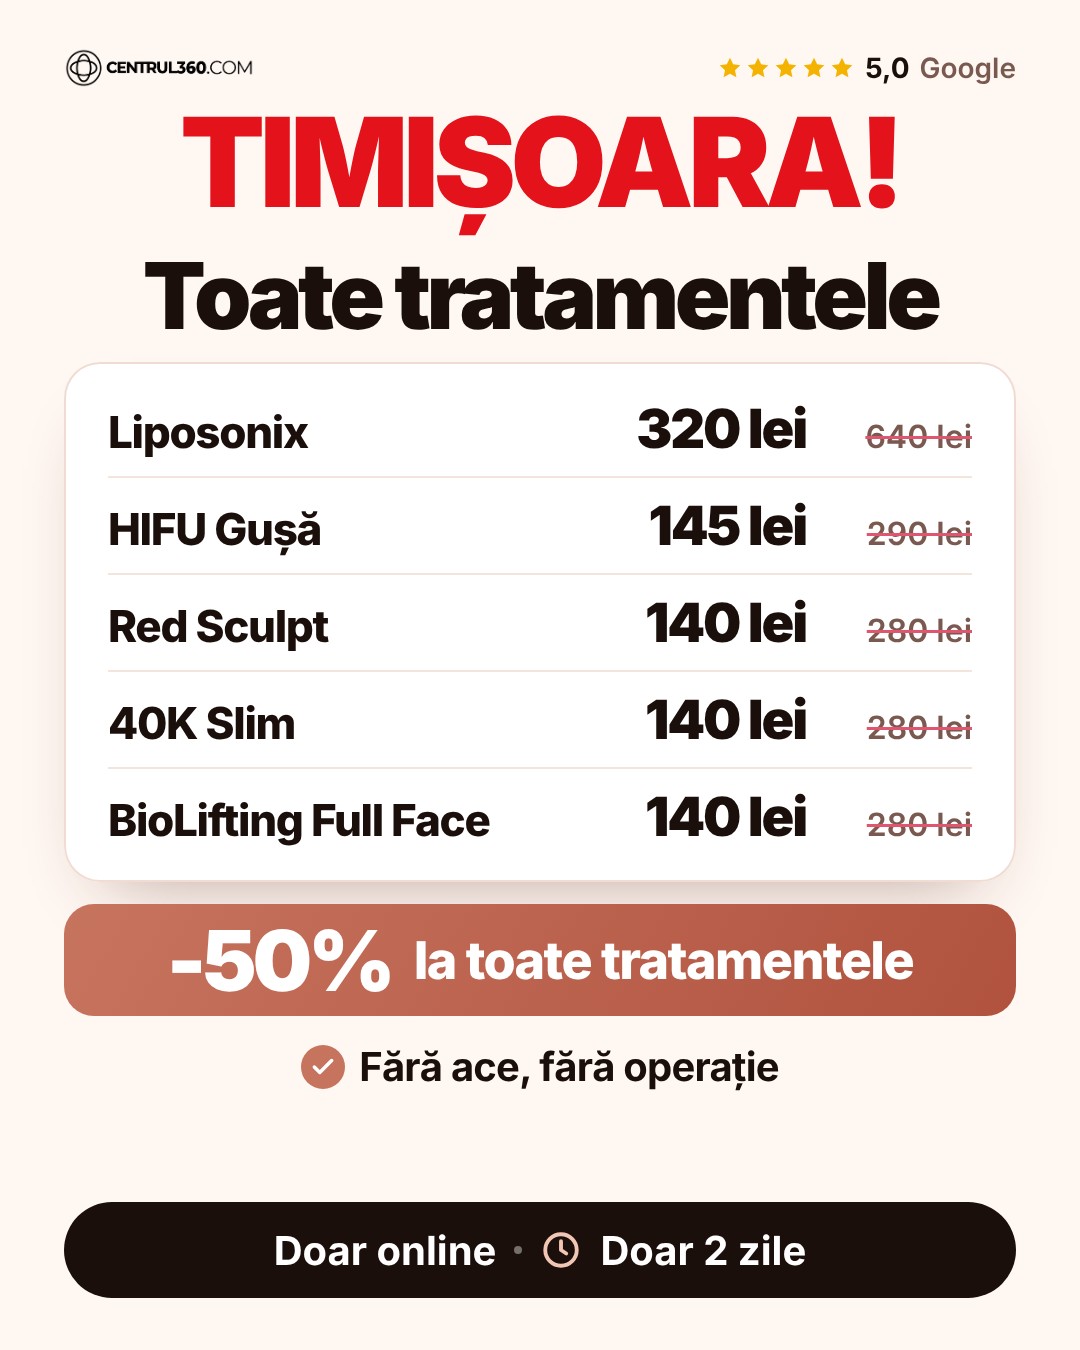 CENTRUL360.COM
5,0 Google
TIMIȘOARA!
Toate tratamentele
Liposonix 320 lei 640 lei
HIFU Gușă 145 lei 290 lei
Red Sculpt 140 lei 280 lei
40K Slim 140 lei 280 lei
BioLifting Full Face 140 lei 280 lei
-50% la toate tratamentele
Fără ace, fără operație
Doar online · Doar 2 zile